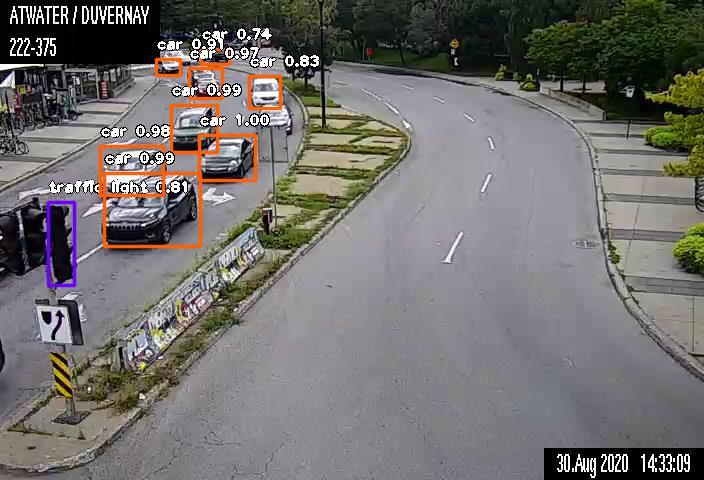 ATWATER / DUVERNAY
222-375
car 0.74
car 0.91
car 0.97
car 0.83
car 0.99
car 1.00
car 0.98
car 0.99
traffic light 0.81
30.Aug 2020 14:33:09